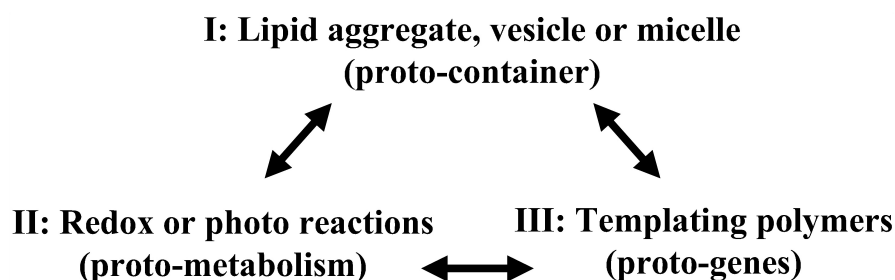 I: Lipid aggregate, vesicle or micelle
(proto-container)
II: Redox or photo reactions
(proto-metabolism)
III: Templating polymers
(proto-genes)